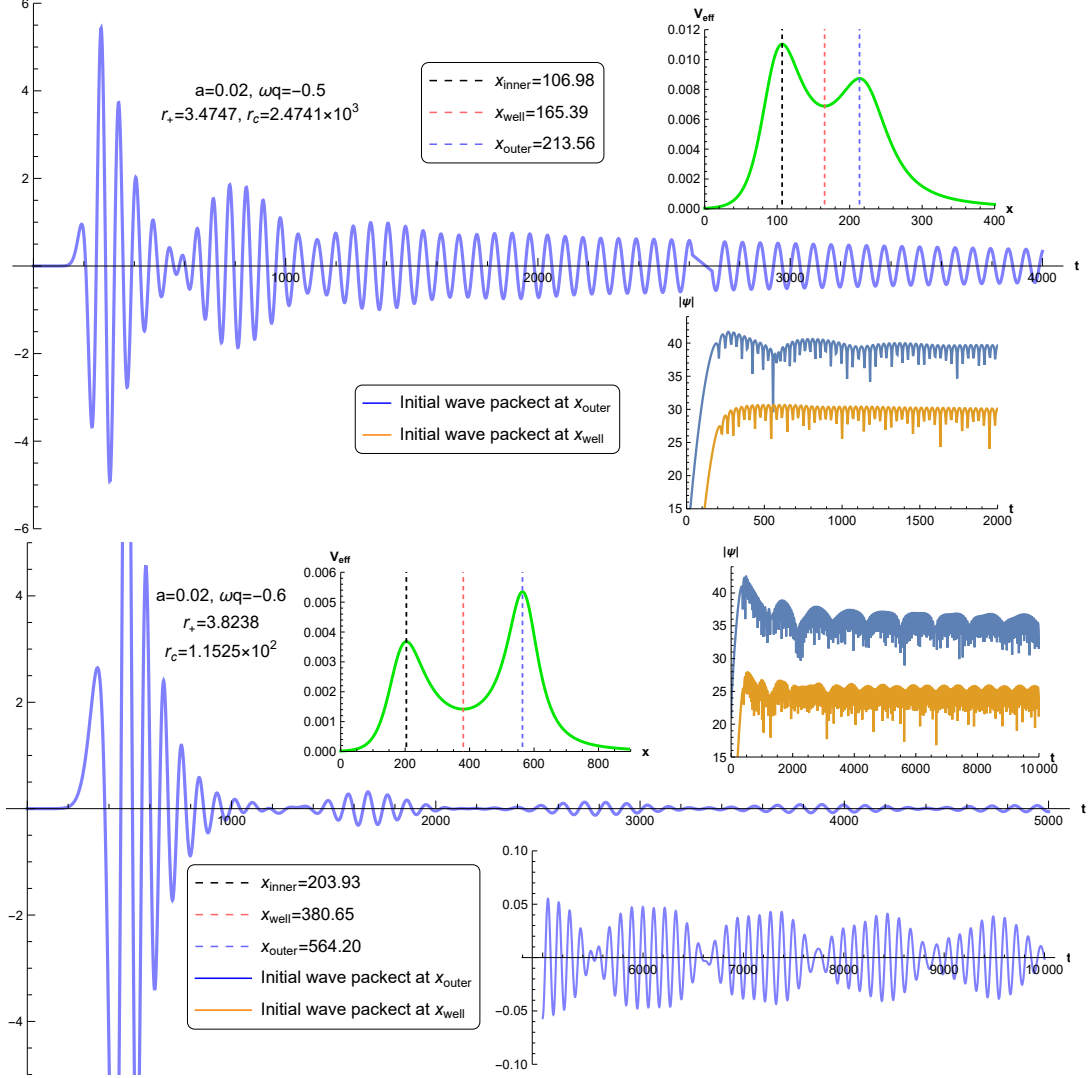 6
4
2
−2
−4
−6
a=0.02, ωq=−0.5
r+=3.4747, rc=2.4741×10^3
xinner=106.98
xwell=165.39
xouter=213.56
Veff
0.012
0.010
0.008
0.006
0.004
0.002
0.000
0 100 200 300 400 x
1000 2000 3000 4000 t
Initial wave packect at xouter
Initial wave packect at xwell
|ψ|
40
35
30
25
20
15
0 500 1000 1500 2000 t
4
2
−2
−4
a=0.02, ωq=−0.6
r+=3.8238
rc=1.1525×10^2
Veff
0.006
0.005
0.004
0.003
0.002
0.001
0.000
0 200 400 600 800 x
|ψ|
40
35
30
25
20
15
0 2000 4000 6000 8000 10000 t
1000 2000 3000 4000 5000 t
xinner=203.93
xwell=380.65
xouter=564.20
Initial wave packect at xouter
Initial wave packect at xwell
0.10
0.05
0.00
−0.05
−0.10
6000 7000 8000 9000 10000 t